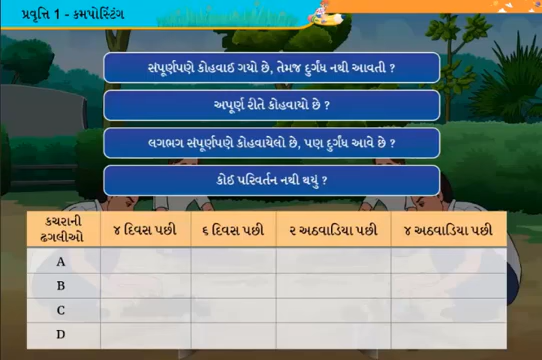 પ્રવૃત્તિ 1 - કમપોસ્ટિંગ
સંપૂર્ણપણે કોહવાઈ ગયો છે, તેમજ દુર્ગંધ નથી આવતી ?
અપૂર્ણ રીતે કોહવાયો છે ?
લગભગ સંપૂર્ણપણે કોહવાયેલો છે, પણ દુર્ગંધ આવે છે ?
કોઈ પરિવર્તન નથી થયું ?
કચરાની ઢગલીઓ ૪ દિવસ પછી ૬ દિવસ પછી ૨ અઠવાડિયા પછી ૪ અઠવાડિયા પછી
A
B
C
D